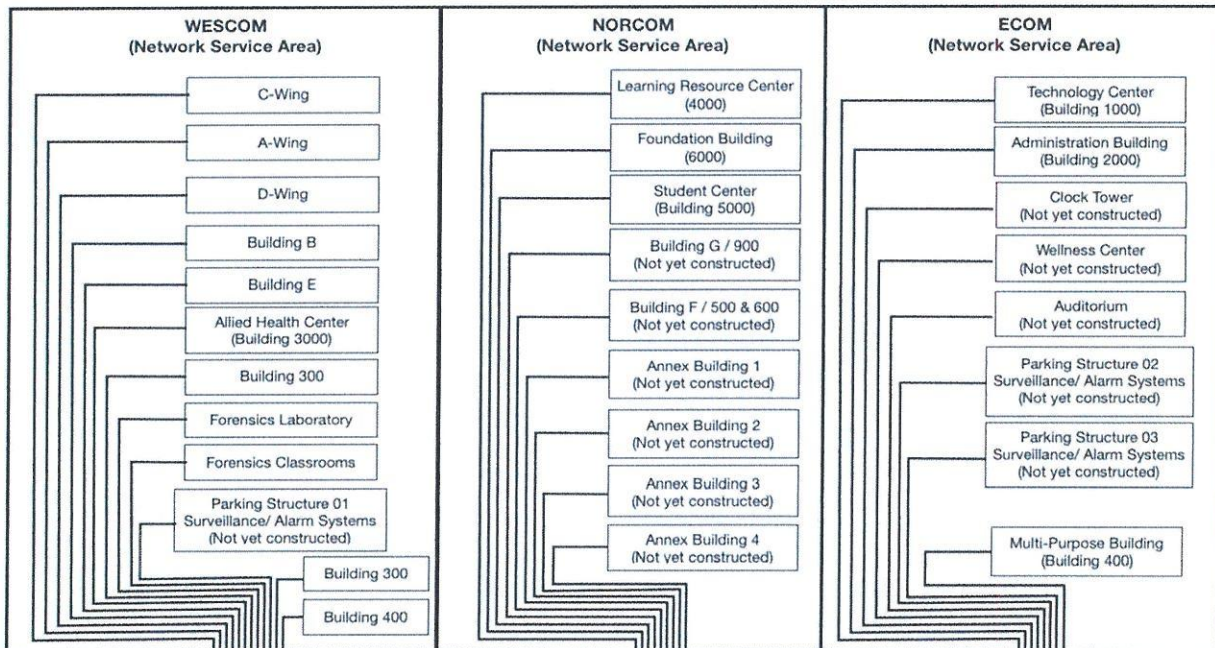 WESCOM
(Network Service Area)
C-Wing
A-Wing
D-Wing
Building B
Building E
Allied Health Center
(Building 3000)
Building 300
Forensics Laboratory
Forensics Classrooms
Parking Structure 01
Surveillance/ Alarm Systems
(Not yet constructed)
Building 300
Building 400
NORCOM
(Network Service Area)
Learning Resource Center
(4000)
Foundation Building
(6000)
Student Center
(Building 5000)
Building G / 900
(Not yet constructed)
Building F / 500 & 600
(Not yet constructed)
Annex Building 1
(Not yet constructed)
Annex Building 2
(Not yet constructed)
Annex Building 3
(Not yet constructed)
Annex Building 4
(Not yet constructed)
ECOM
(Network Service Area)
Technology Center
(Building 1000)
Administration Building
(Building 2000)
Clock Tower
(Not yet constructed)
Wellness Center
(Not yet constructed)
Auditorium
(Not yet constructed)
Parking Structure 02
Surveillance/ Alarm Systems
(Not yet constructed)
Parking Structure 03
Surveillance/ Alarm Systems
(Not yet constructed)
Multi-Purpose Building
(Building 400)